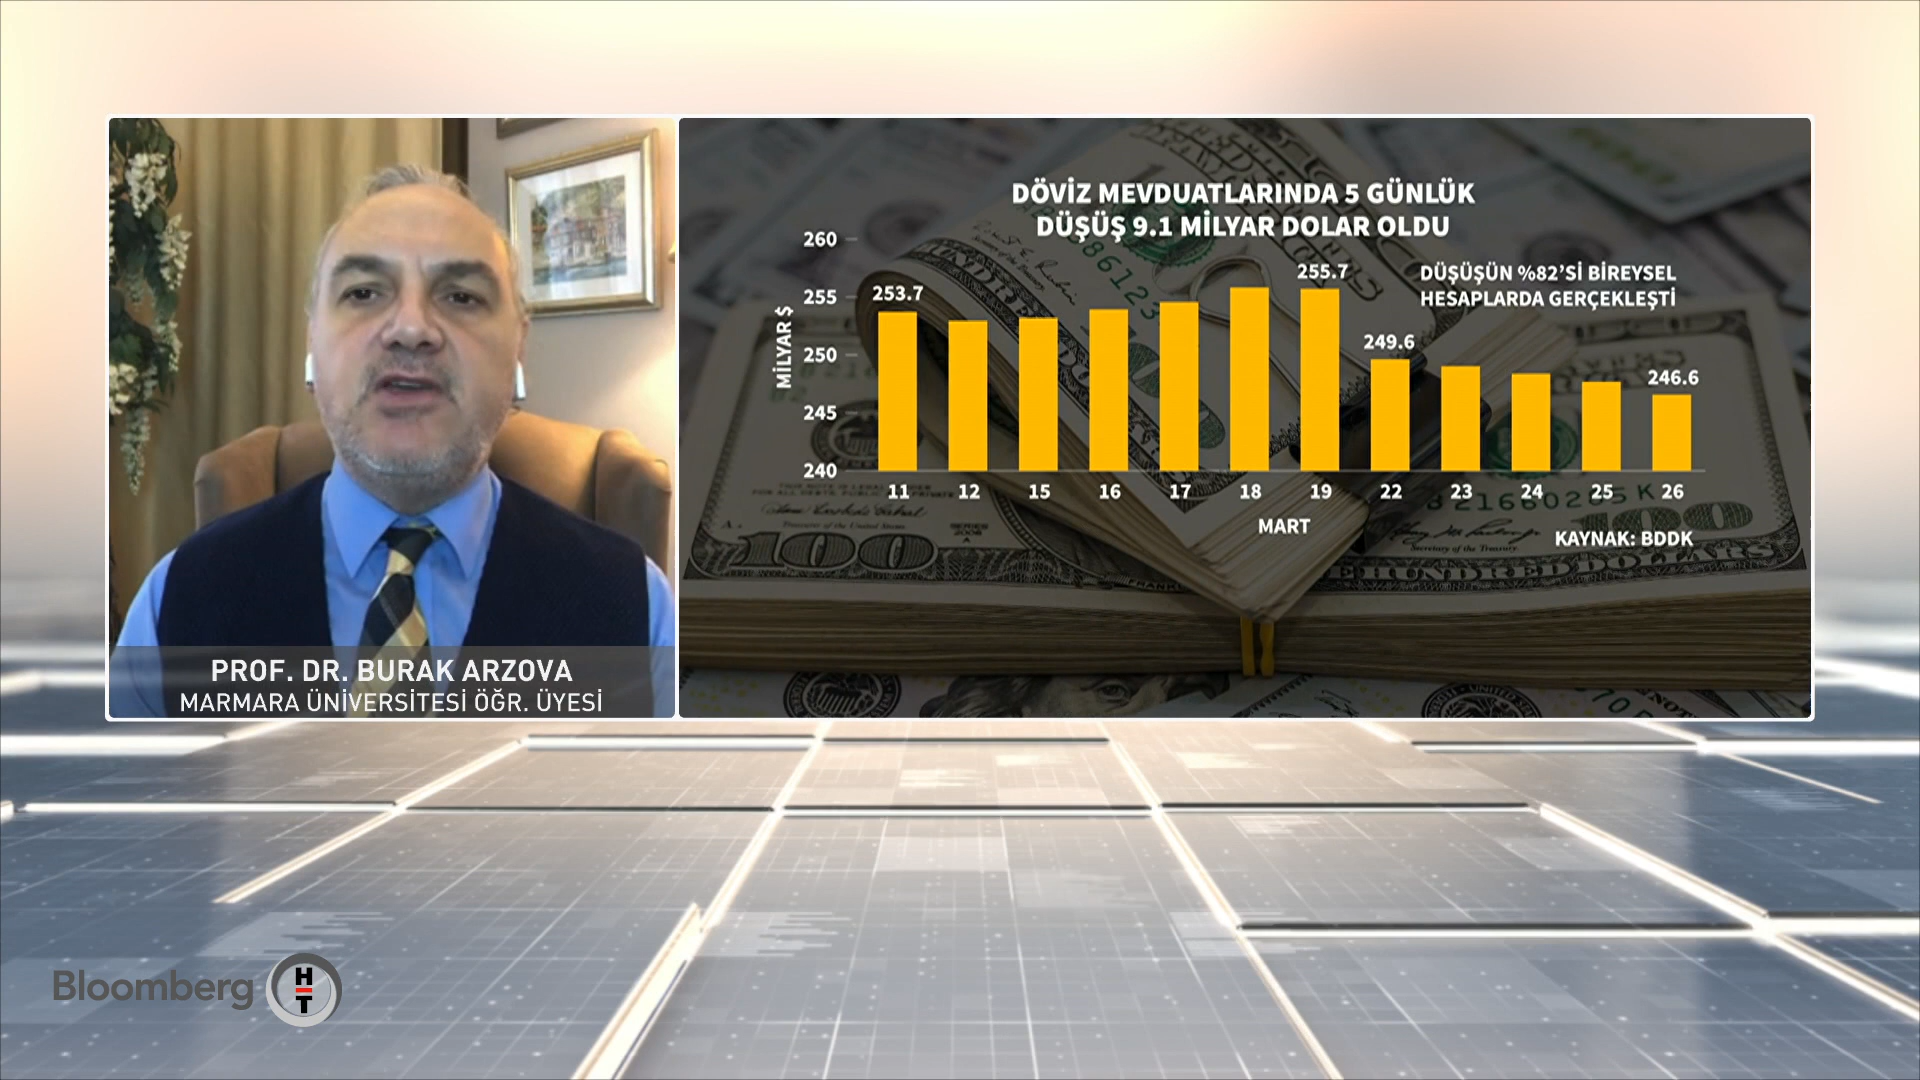 DÖVİZ MEVDUATLARINDA 5 GÜNLÜK
DÜŞÜŞ 9.1 MİLYAR DOLAR OLDU
DÜŞÜŞÜN %82'Sİ BİREYSEL
HESAPLARDA GERÇEKLEŞTİ
MİLYAR $
260
255
250
245
240
253.7
255.7
249.6
246.6
11 12 15 16 17 18 19 22 23 24 25 26
MART
KAYNAK: BDDK
100
100
PROF. DR. BURAK ARZOVA
MARMARA ÜNİVERSİTESİ ÖĞR. ÜYESİ
Bloomberg HT